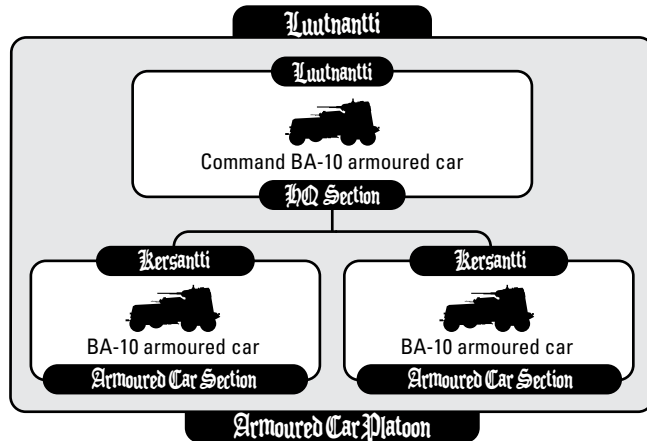 Luutnantti
Luutnantti
Command BA-10 armoured car
HQ Section
Kersantti
Kersantti
BA-10 armoured car
BA-10 armoured car
Armoured Car Section
Armoured Car Section
Armoured Car Platoon